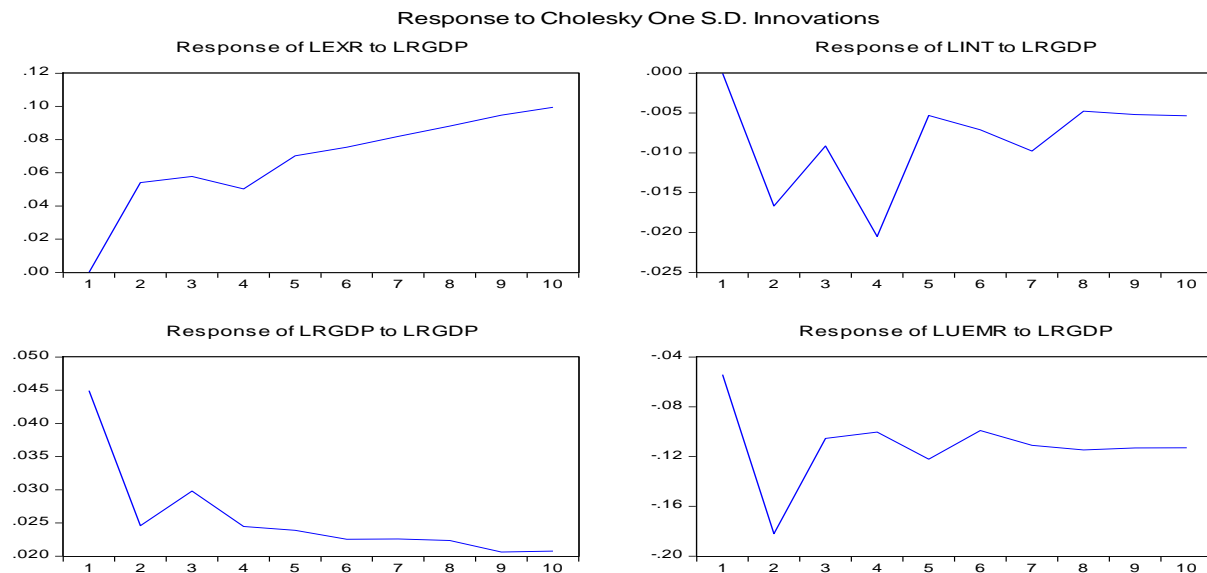 Response to Cholesky One S.D. Innovations
Response of LEXR to LRGDP
.12
.10
.08
.06
.04
.02
.00
1 2 3 4 5 6 7 8 9 10
Response of LINT to LRGDP
.000
-.005
-.010
-.015
-.020
-.025
1 2 3 4 5 6 7 8 9 10
Response of LRGDP to LRGDP
.050
.045
.040
.035
.030
.025
.020
1 2 3 4 5 6 7 8 9 10
Response of LUEMR to LRGDP
-.04
-.08
-.12
-.16
-.20
1 2 3 4 5 6 7 8 9 10